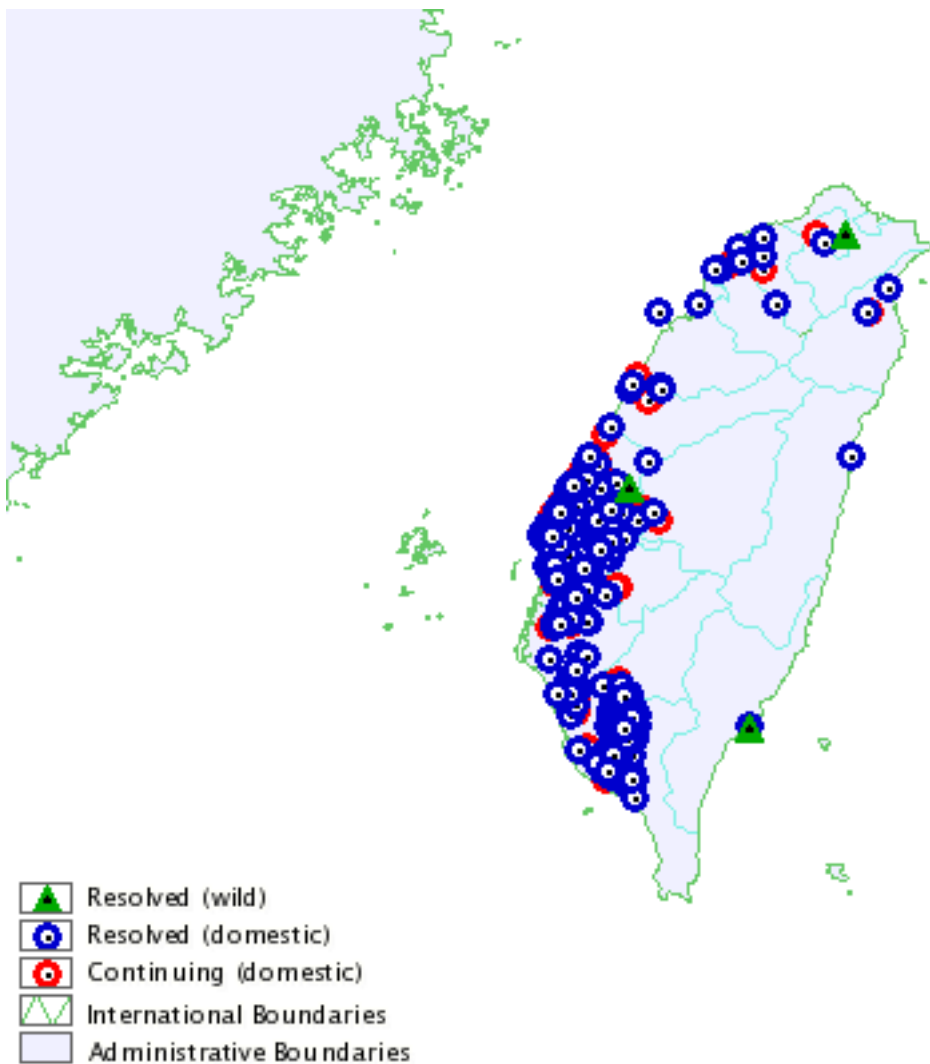 Resolved (wild)
Resolved (domestic)
Continuing (domestic)
International Boundaries
Administrative Boundaries